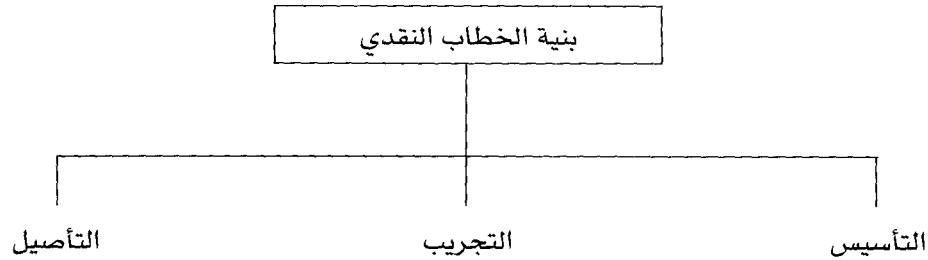 بنية الخطاب النقدي
التأسيس
التجريب
التأصيل